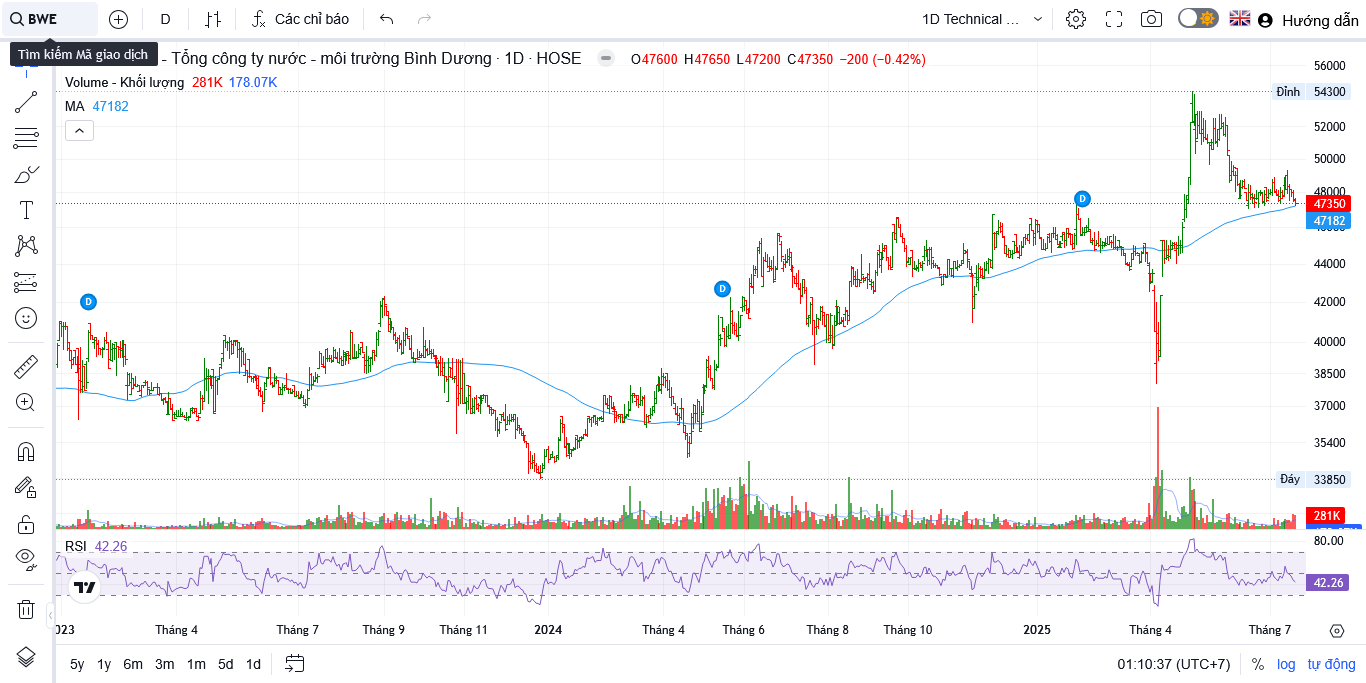 BWE
D
Các chỉ báo
1D Technical ...
Hướng dẫn
Tìm kiếm Mã giao dịch
- Tổng công ty nước - môi trường Bình Dương · 1D · HOSE
O47600 H47650 L47200 C47350 −200 (−0.42%)
Volume - Khối lượng 281K 178.07K
MA 47182
56000
Đỉnh 54300
52000
50000
48000
47350
47182
44000
42000
40000
38500
37000
35400
Đáy 33850
281K
D
D
D
RSI 42.26
80.00
42.26
023 Tháng 4 Tháng 7 Tháng 9 Tháng 11 2024 Tháng 4 Tháng 6 Tháng 8 Tháng 10 2025 Tháng 4 Tháng 7
5y 1y 6m 3m 1m 5d 1d
01:10:37 (UTC+7) % log tự động